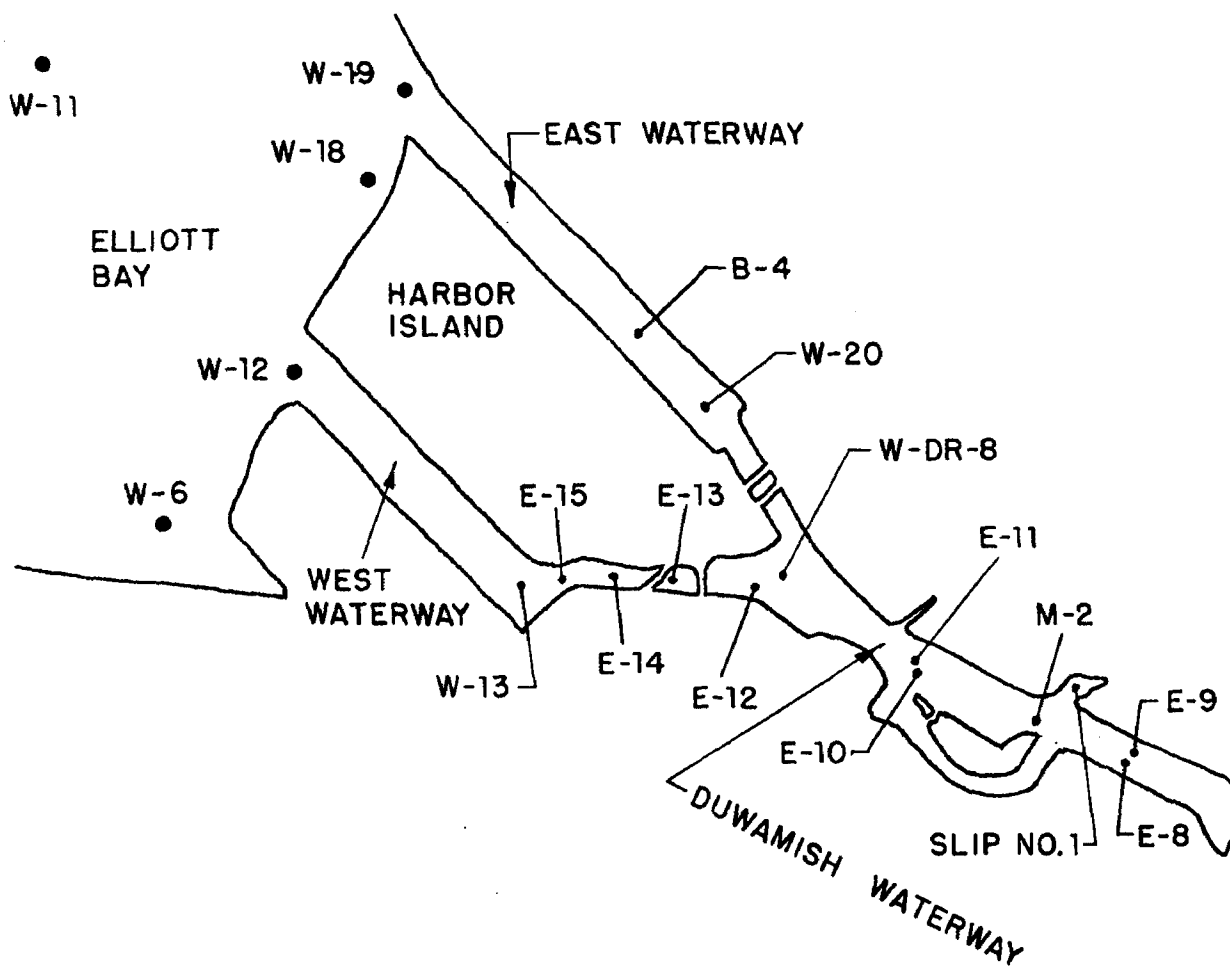 W-11
W-19
EAST WATERWAY
W-18
ELLIOTT
BAY
B-4
HARBOR
ISLAND
W-20
W-12
W-DR-8
W-6
E-15
E-13
E-11
WEST
WATERWAY
M-2
E-14
W-13
E-12
E-9
E-10
DUWAMISH WATERWAY
SLIP NO.1
E-8